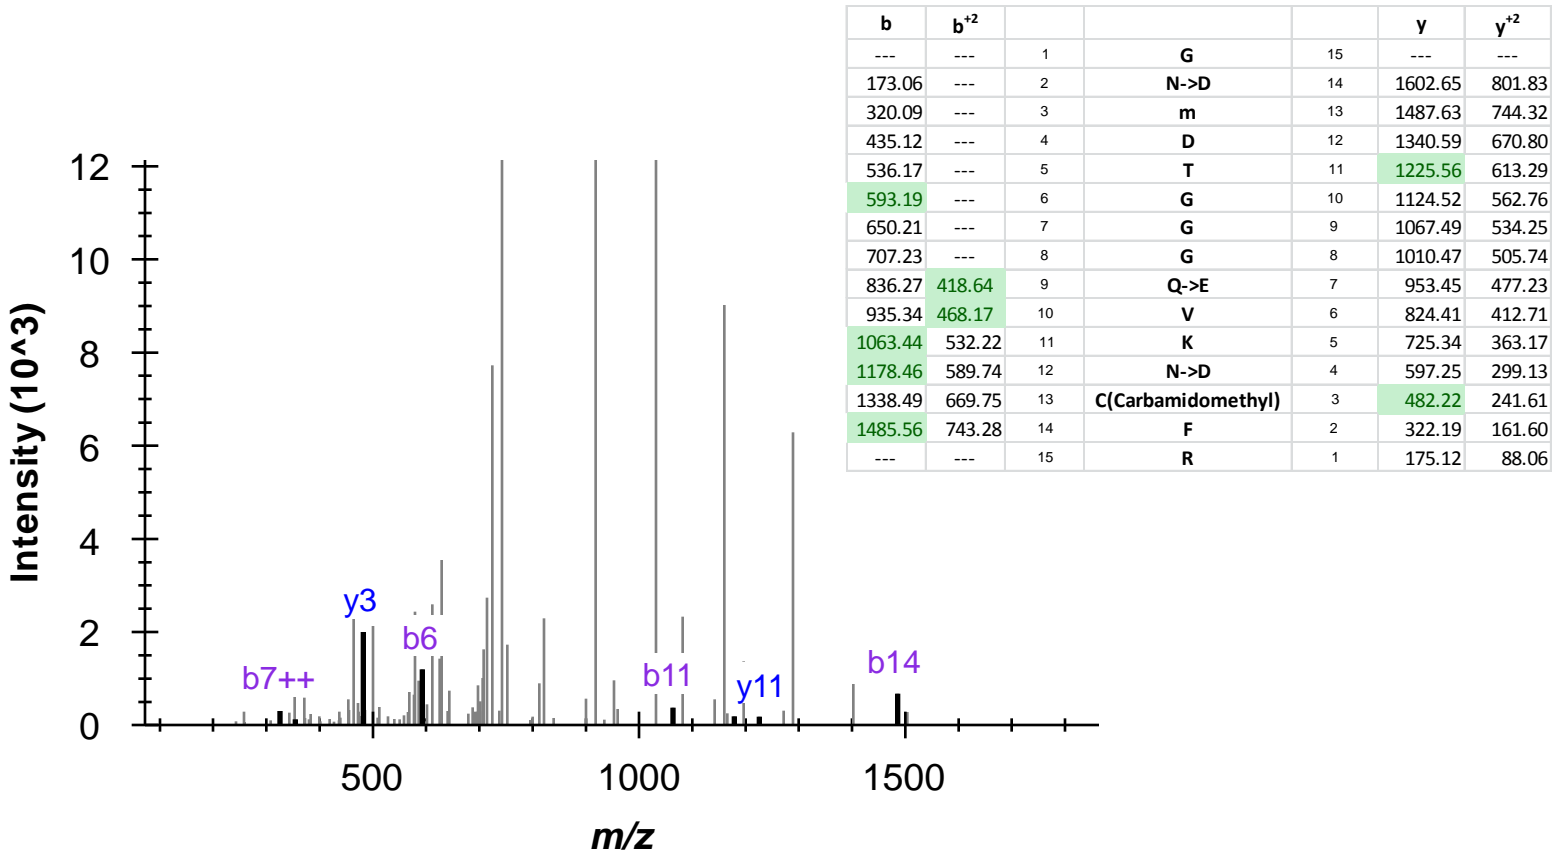 b b+2 y y+2
--- --- 1 G 15 --- ---
173.06 --- 2 N->D 14 1602.65 801.83
320.09 --- 3 m 13 1487.63 744.32
435.12 --- 4 D 12 1340.59 670.80
536.17 --- 5 T 11 1225.56 613.29
593.19 --- 6 G 10 1124.52 562.76
650.21 --- 7 G 9 1067.49 534.25
707.23 --- 8 G 8 1010.47 505.74
836.27 418.64 9 Q->E 7 953.45 477.23
935.34 468.17 10 V 6 824.41 412.71
1063.44 532.22 11 K 5 725.34 363.17
1178.46 589.74 12 N->D 4 597.25 299.13
1338.49 669.75 13 C(Carbamidomethyl) 3 482.22 241.61
1485.56 743.28 14 F 2 322.19 161.60
--- --- 15 R 1 175.12 88.06
Intensity (10^3)
12
10
8
6
4
2
0
b7++
y3
b6
b11
y11
b14
500 1000 1500
m/z